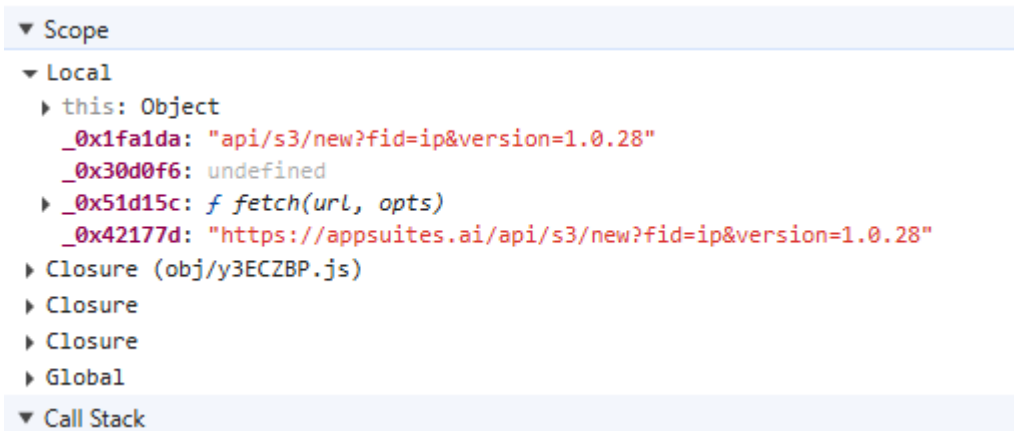 Scope
Local
this: Object
_0x1fa1da: "api/s3/new?fid=ip&version=1.0.28"
_0x30d0f6: undefined
_0x51d15c: ƒ fetch(url, opts)
_0x42177d: "https://appsuites.ai/api/s3/new?fid=ip&version=1.0.28"
Closure (obj/y3ECZBP.js)
Closure
Closure
Global
Call Stack